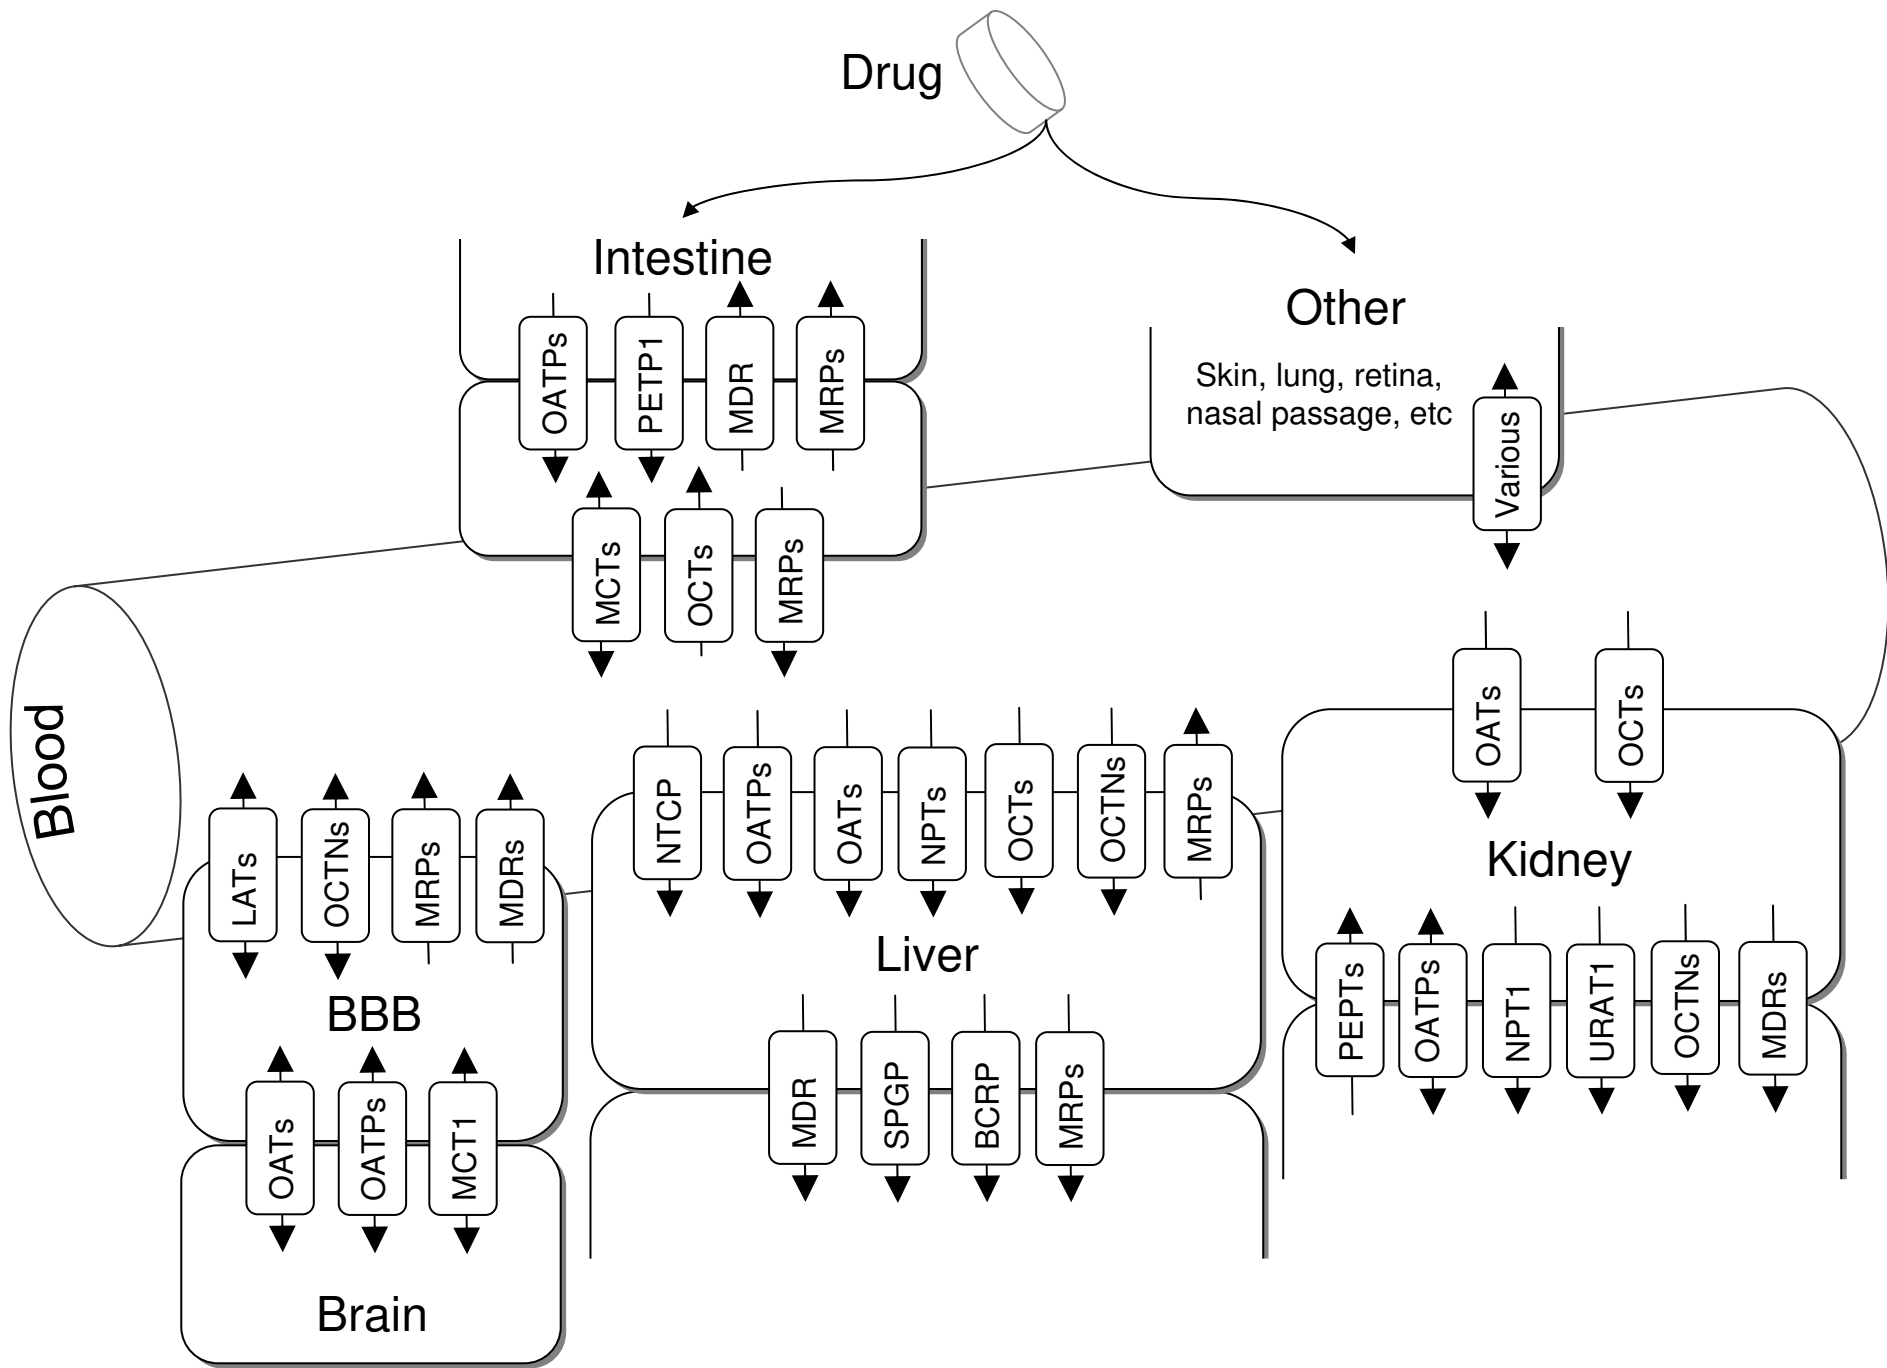 Drug
Intestine
Other
Skin, lung, retina,
nasal passage, etc
Various
OATPs
PETP1
MDR
MRPs
MCTs
OCTs
MRPs
Blood
OATs
OCTs
Kidney
PEPTs
OATPs
NPT1
URAT1
OCTNs
MDRs
NTCP
OATPs
OATs
NPTs
OCTs
OCTNs
MRPs
Liver
MDR
SPGP
BCRP
MRPs
LATs
OCTNs
MRPs
MDRs
BBB
OATs
OATPs
MCT1
Brain